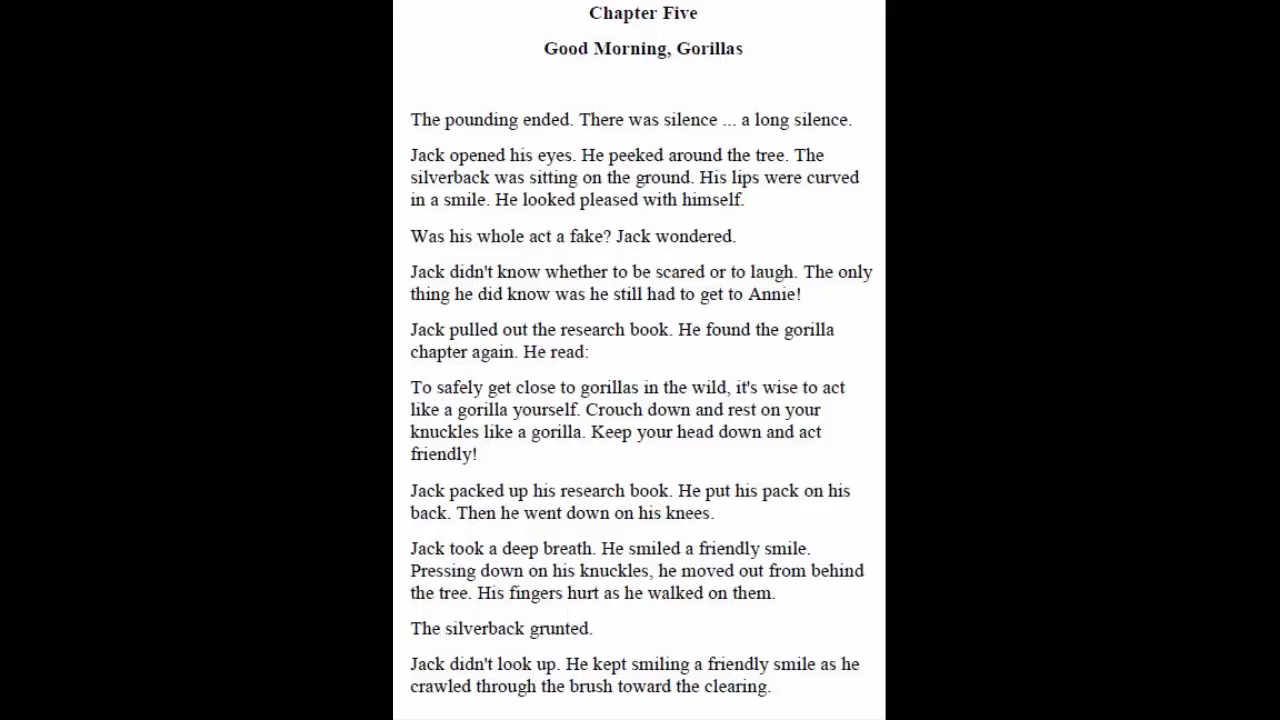 Chapter Five
Good Morning, Gorillas
The pounding ended. There was silence ... a long silence.
Jack opened his eyes. He peeked around the tree. The
silverback was sitting on the ground. His lips were curved
in a smile. He looked pleased with himself.
Was his whole act a fake? Jack wondered.
Jack didn't know whether to be scared or to laugh. The only
thing he did know was he still had to get to Annie!
Jack pulled out the research book. He found the gorilla
chapter again. He read:
To safely get close to gorillas in the wild, it's wise to act
like a gorilla yourself. Crouch down and rest on your
knuckles like a gorilla. Keep your head down and act
friendly!
Jack packed up his research book. He put his pack on his
back. Then he went down on his knees.
Jack took a deep breath. He smiled a friendly smile.
Pressing down on his knuckles, he moved out from behind
the tree. His fingers hurt as he walked on them.
The silverback grunted.
Jack didn't look up. He kept smiling a friendly smile as he
crawled through the brush toward the clearing.